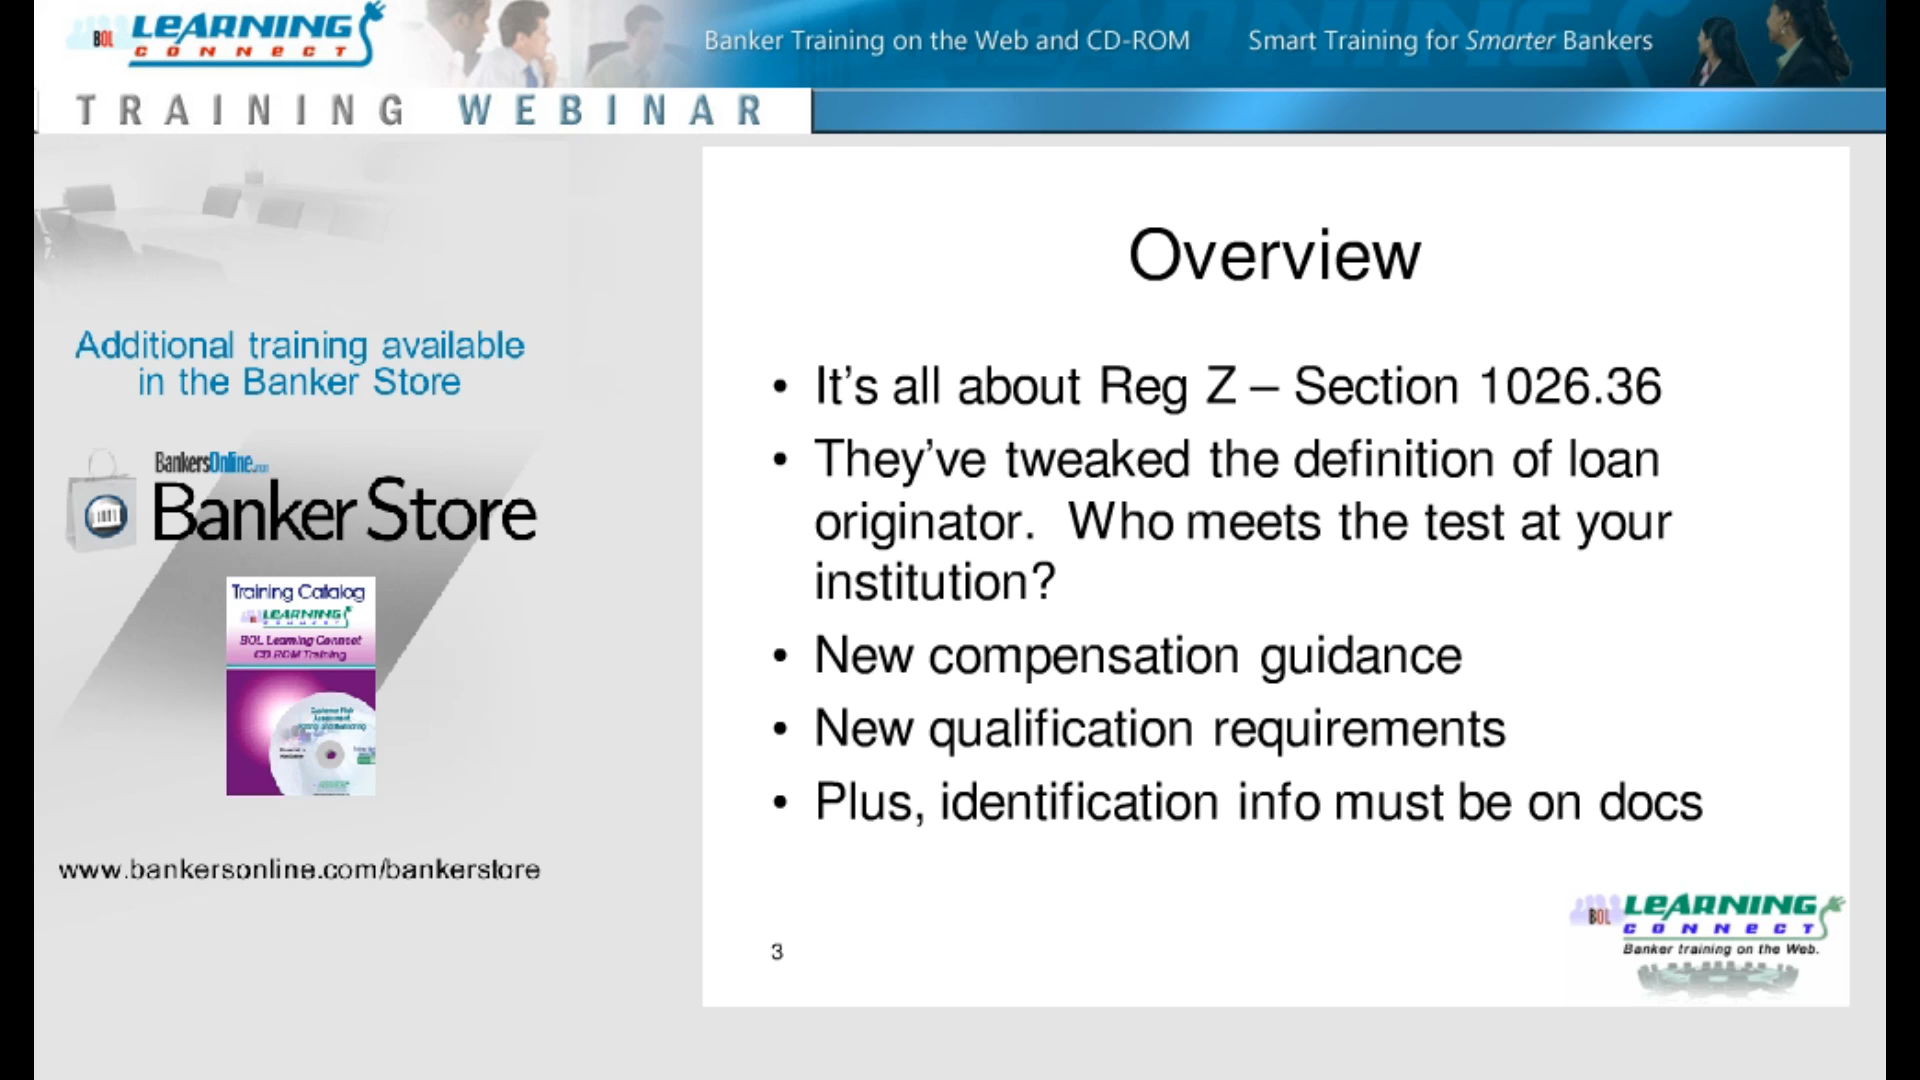 BOL LEARNING
CONNECT
Banker Training on the Web and CD-ROM
Smart Training for Smarter Bankers
TRAINING WEBINAR
Additional training available
in the Banker Store
BankersOnline.com
Banker Store
Training Catalog
LEARNING
BOL Learning Connect
CD ROM Training
www.bankersonline.com/bankerstore
Overview
• It’s all about Reg Z – Section 1026.36
• They’ve tweaked the definition of loan
originator. Who meets the test at your
institution?
• New compensation guidance
• New qualification requirements
• Plus, identification info must be on docs
3
BOL LEARNING
CONNECT
Banker training on the Web.